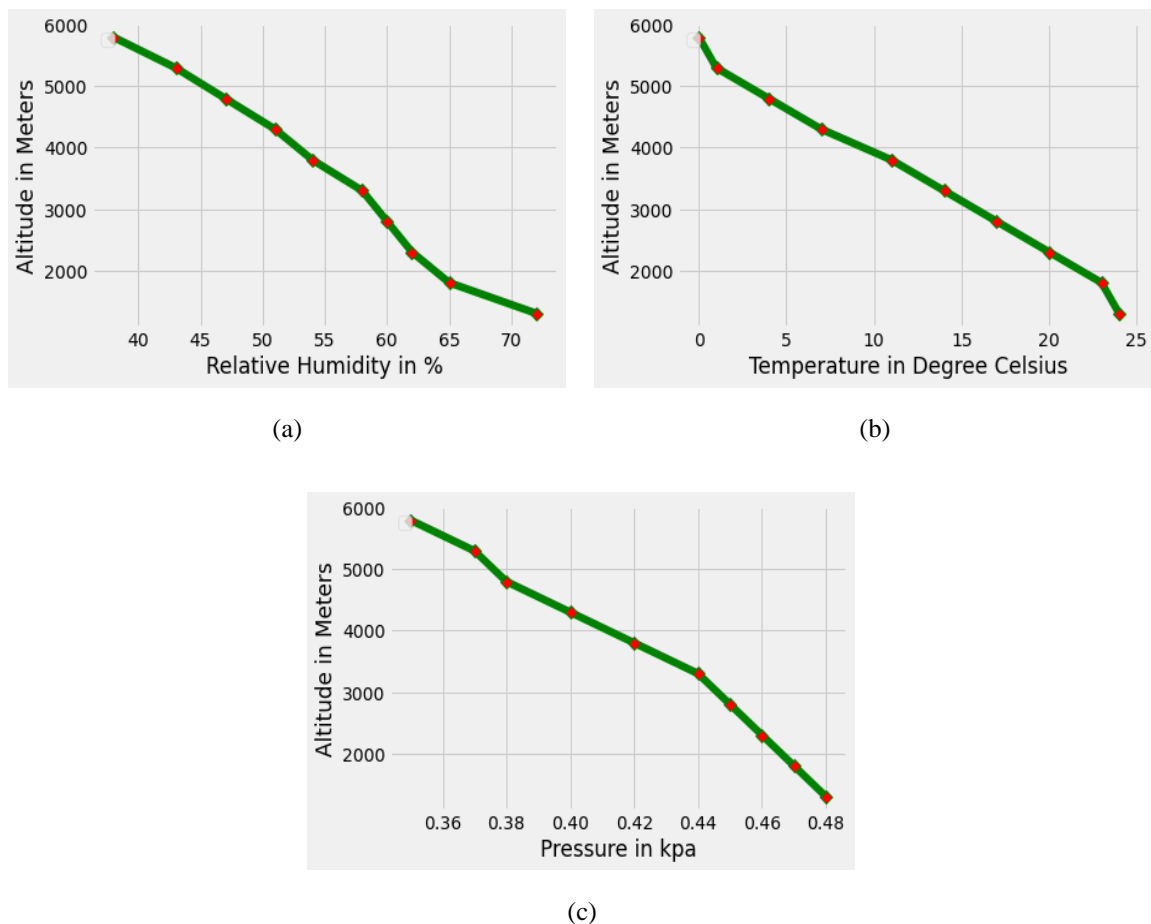 6000
5000
4000
3000
2000
Altitude in Meters
40 45 50 55 60 65 70
Relative Humidity in %
(a)
6000
5000
4000
3000
2000
Altitude in Meters
0 5 10 15 20 25
Temperature in Degree Celsius
(b)
6000
5000
4000
3000
2000
Altitude in Meters
0.36 0.38 0.40 0.42 0.44 0.46 0.48
Pressure in kpa
(c)